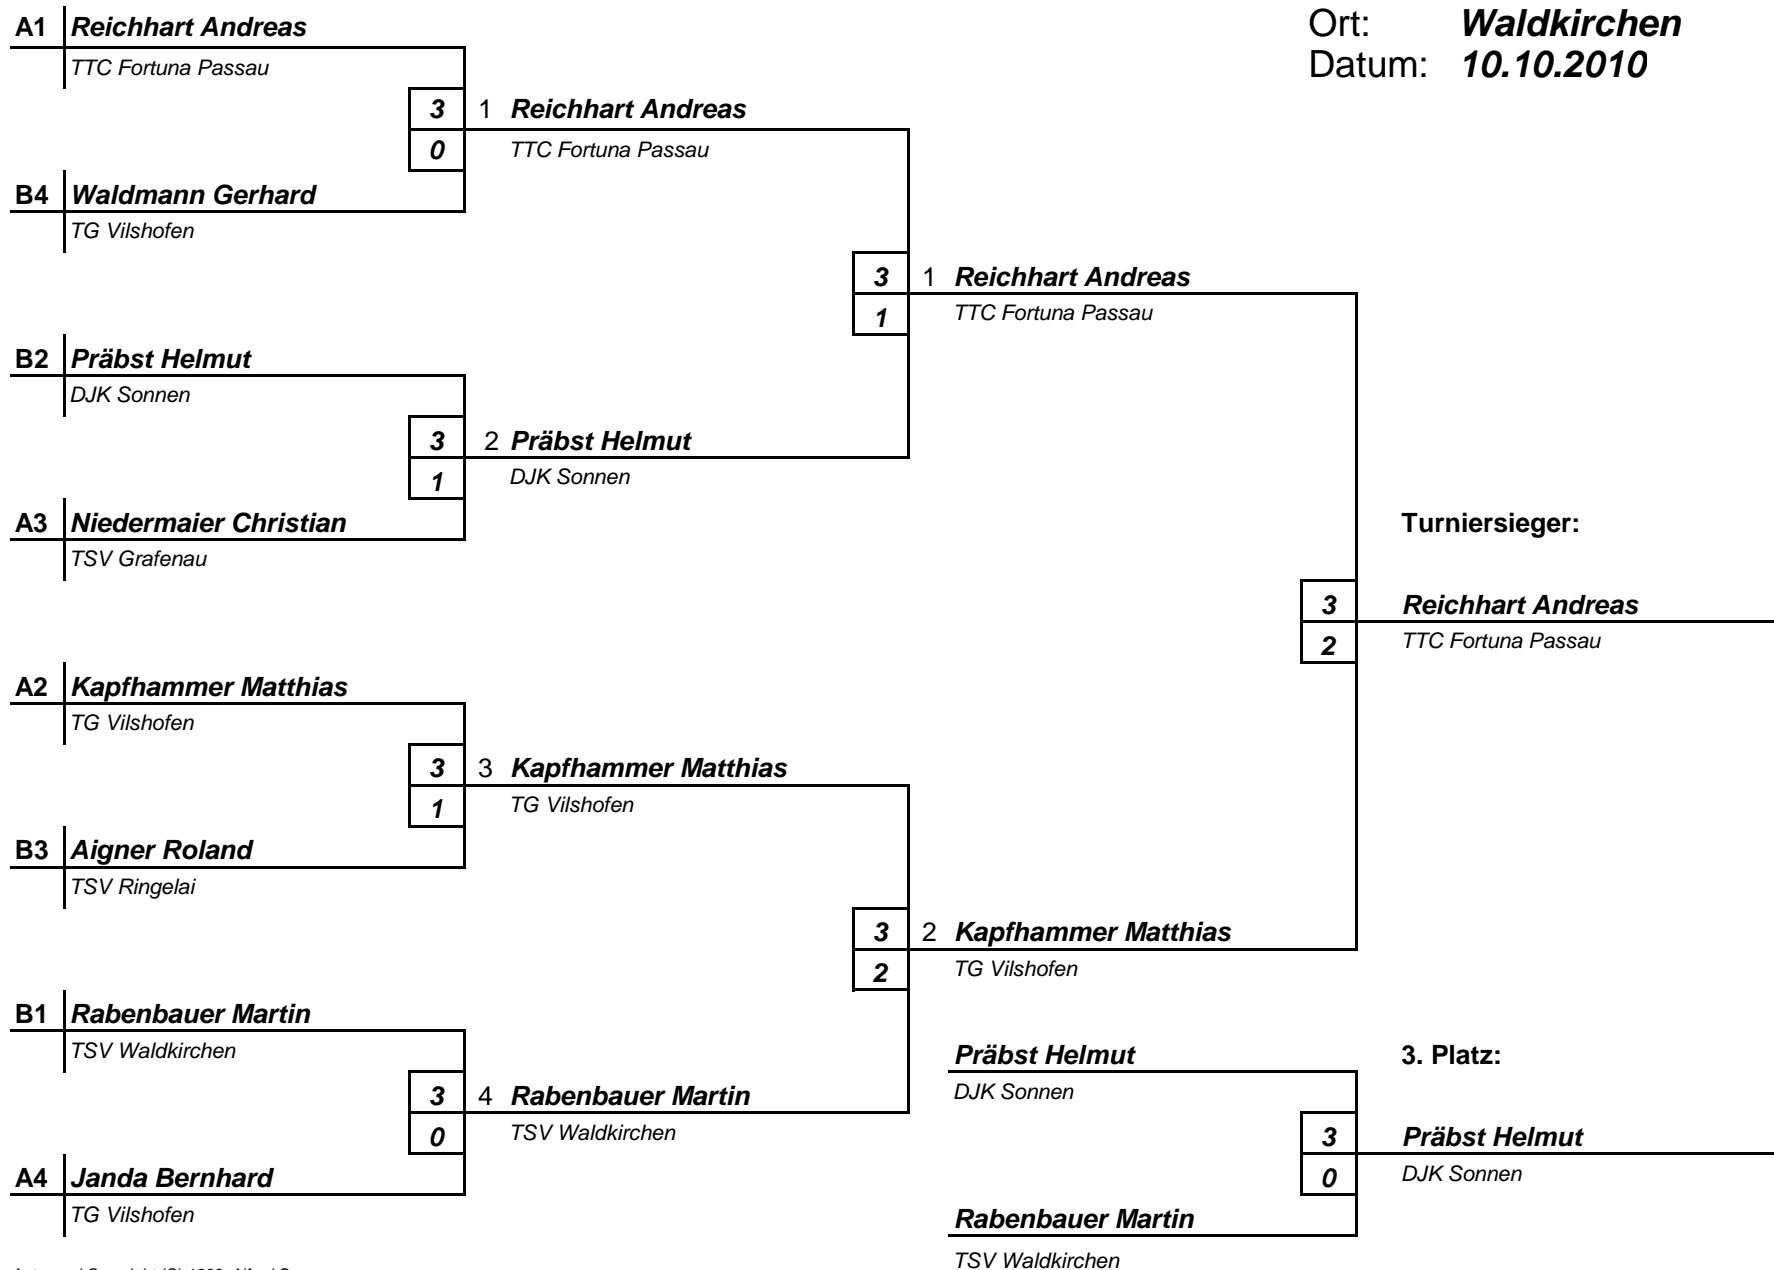 A1 Reichhart Andreas
TTC Fortuna Passau
Ort: Waldkirchen
Datum: 10.10.2010
3 1 Reichhart Andreas
0 TTC Fortuna Passau
B4 Waldmann Gerhard
TG Vilshofen
3 1 Reichhart Andreas
1 TTC Fortuna Passau
B2 Präbst Helmut
DJK Sonnen
3 2 Präbst Helmut
1 DJK Sonnen
A3 Niedermaier Christian
TSV Grafenau
Turniersieger:
3 Reichhart Andreas
2 TTC Fortuna Passau
A2 Kapfhammer Matthias
TG Vilshofen
3 3 Kapfhammer Matthias
1 TG Vilshofen
B3 Aigner Roland
TSV Ringelai
3 2 Kapfhammer Matthias
2 TG Vilshofen
B1 Rabenbauer Martin
TSV Waldkirchen
Präbst Helmut
DJK Sonnen
3. Platz:
3 4 Rabenbauer Martin
0 TSV Waldkirchen
3 Präbst Helmut
0 DJK Sonnen
A4 Janda Bernhard
TG Vilshofen
Rabenbauer Martin
TSV Waldkirchen